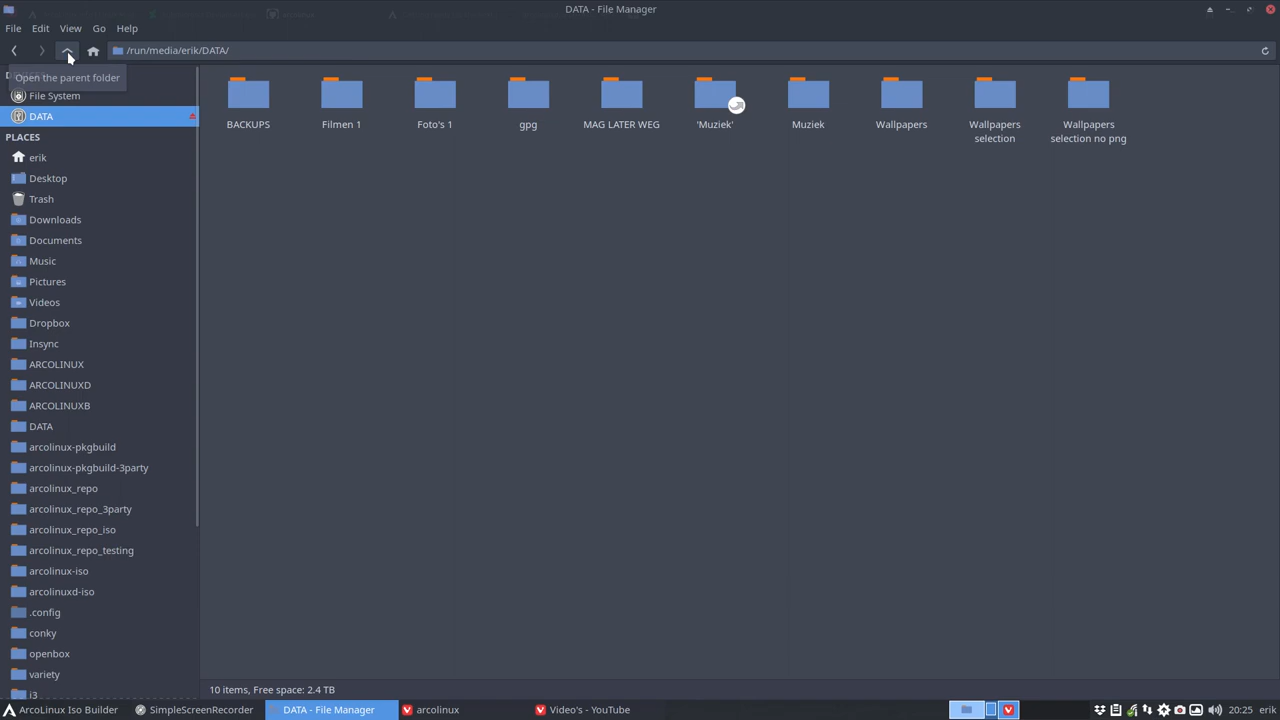 DATA - File Manager
File Edit View Go Help
/run/media/erik/DATA/
Open the parent folder
File System
DATA
PLACES
erik
Desktop
Trash
Downloads
Documents
Music
Pictures
Videos
Dropbox
Insync
ARCOLINUX
ARCOLINUXD
ARCOLINUXB
DATA
arcolinux-pkgbuild
arcolinux-pkgbuild-3party
arcolinux_repo
arcolinux_repo_3party
arcolinux_repo_iso
arcolinux_repo_testing
arcolinux-iso
arcolinuxd-iso
.config
conky
openbox
variety
i3
BACKUPS
Filmen 1
Foto's 1
gpg
MAG LATER WEG
'Muziek'
Muziek
Wallpapers
Wallpapers
selection
Wallpapers
selection no png
10 items, Free space: 2.4 TB
ArcoLinux Iso Builder
SimpleScreenRecorder
DATA - File Manager
arcolinux
Video's - YouTube
20:25 erik